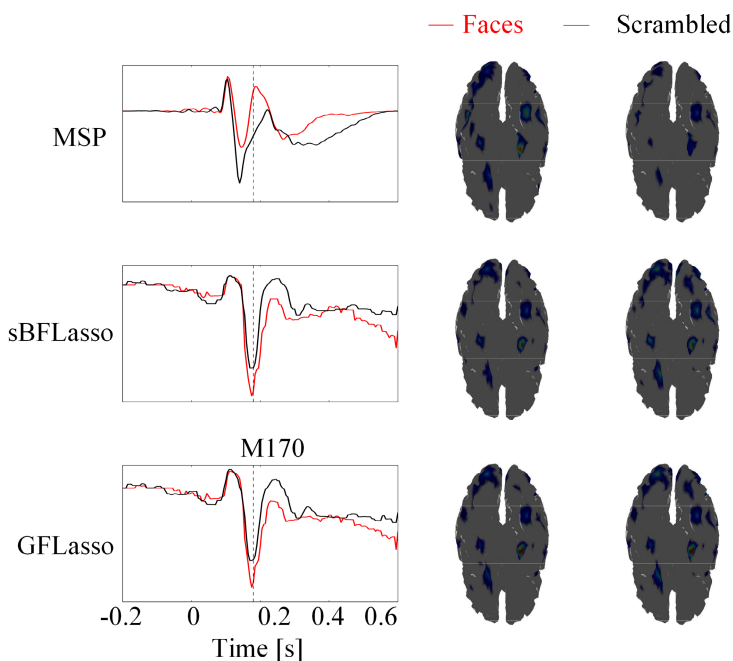 Faces Scrambled
MSP
sBFLasso
M170
GFLasso
-0.2 0 0.2 0.4 0.6
Time [s]